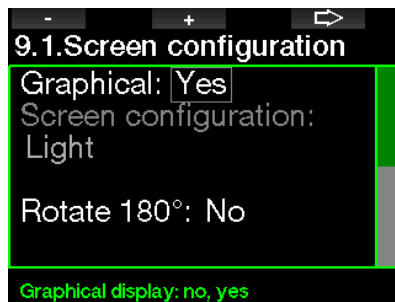 - +
9.1.Screen configuration
Graphical: Yes
Screen configuration:
Light
Rotate 180°: No
Graphical display: no, yes